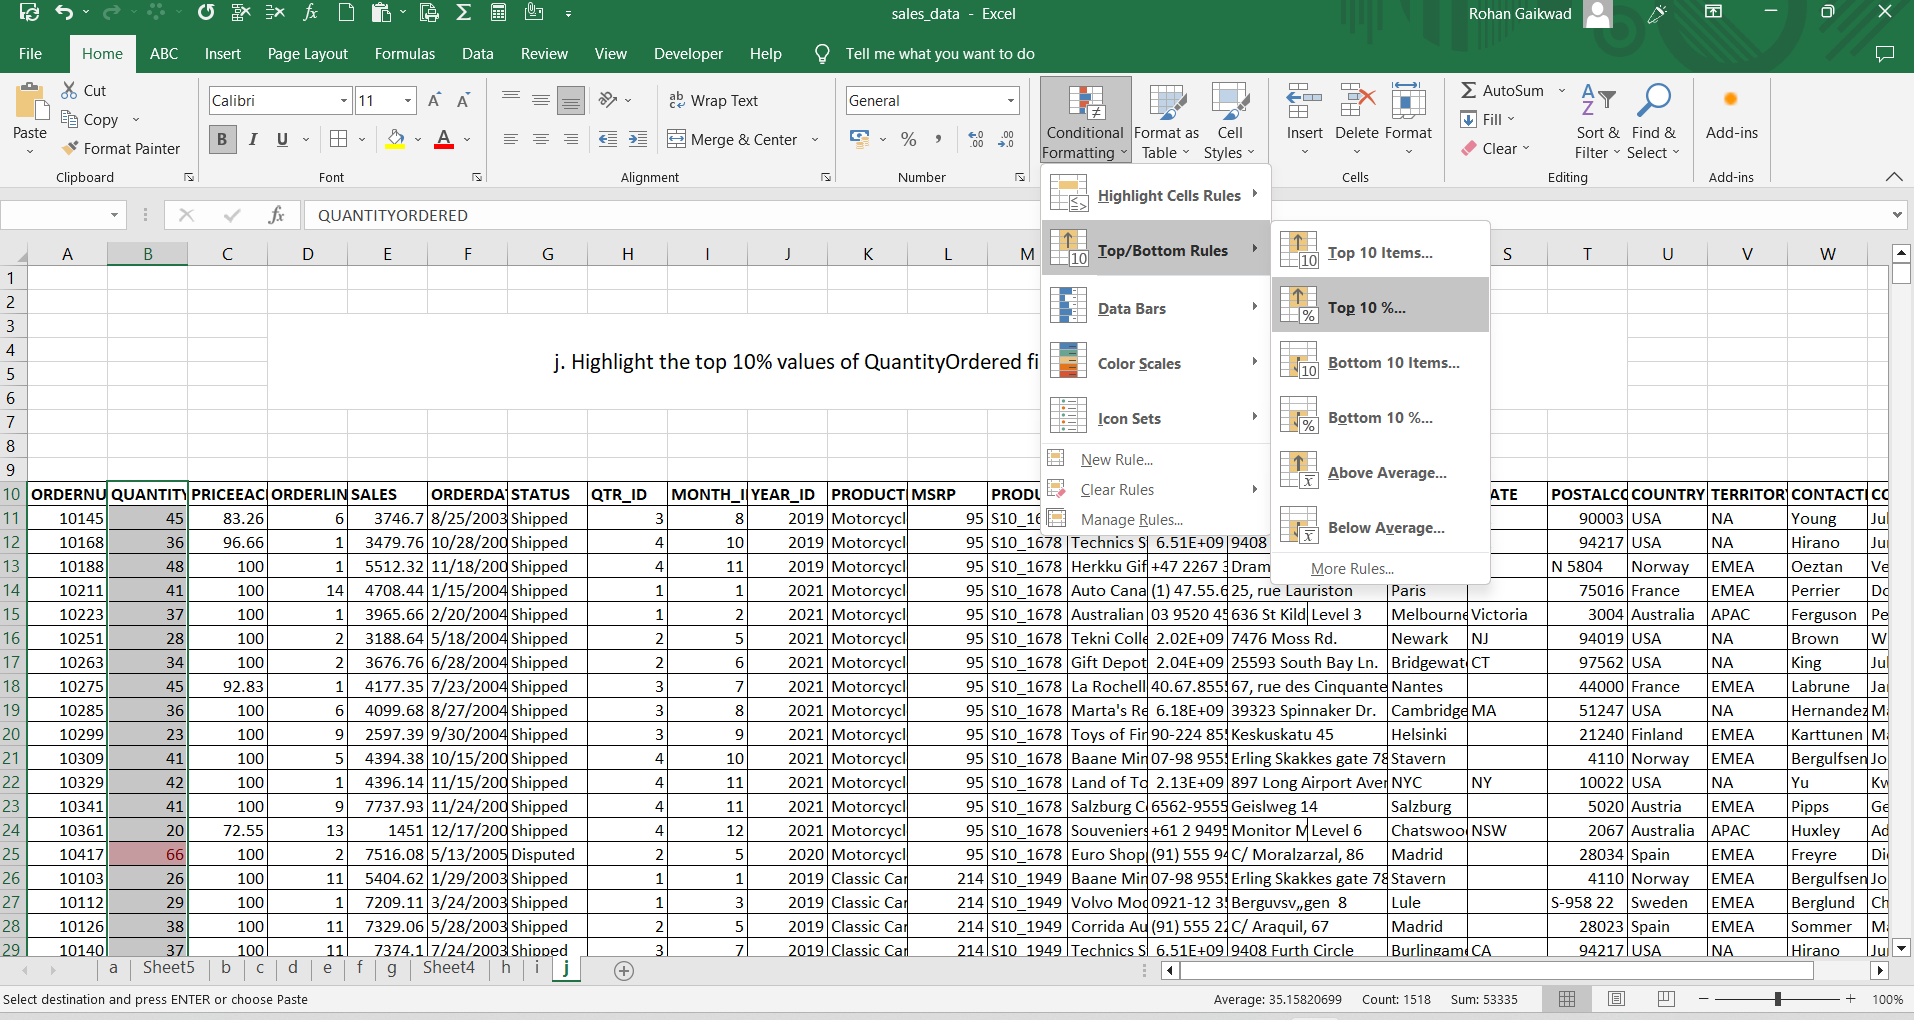 sales_data - Excel
Rohan Gaikwad
File Home ABC Insert Page Layout Formulas Data Review View Developer Help Tell me what you want to do
Paste
Cut
Copy
Format Painter
Clipboard
Calibri 11
B I U
Font
Wrap Text
Merge & Center
Alignment
General
Number
Conditional Formatting
Format as Table
Cell Styles
Insert Delete Format
Cells
AutoSum
Fill
Clear
Sort & Filter
Find & Select
Editing
Add-ins
Add-ins
QUANTITYORDERED
A B C D E F G H I J K L M S T U V W
Highlight Cells Rules
Top/Bottom Rules
Data Bars
Color Scales
Icon Sets
New Rule...
Clear Rules
Manage Rules...
Top 10 Items...
Top 10 %...
Bottom 10 Items...
Bottom 10 %...
Above Average...
Below Average...
More Rules...
1
2
3
4
5
6
7
8
9
j. Highlight the top 10% values of QuantityOrdered fi
10 ORDERNU QUANTITY PRICEEAC ORDERLIN SALES ORDERDA STATUS QTR_ID MONTH_I YEAR_ID PRODUCT MSRP PRODU ATE POSTALCO COUNTRY TERRITOR CONTACT CO
11 10145 45 83.26 6 3746.7 8/25/2003 Shipped 3 8 2019 Motorcycl 95 S10_16 90003 USA NA Young Jul
12 10168 36 96.66 1 3479.76 10/28/200 Shipped 4 10 2019 Motorcycl 95 S10_1678 Technics S 6.51E+09 9408 94217 USA NA Hirano Ju
13 10188 48 100 1 5512.32 11/18/200 Shipped 4 11 2019 Motorcycl 95 S10_1678 Herkku Gif +47 2267 3 Dram N 5804 Norway EMEA Oeztan Ve
14 10211 41 100 14 4708.44 1/15/2004 Shipped 1 1 2021 Motorcycl 95 S10_1678 Auto Cana (1) 47.55.6 25, rue Lauriston Paris 75016 France EMEA Perrier Do
15 10223 37 100 1 3965.66 2/20/2004 Shipped 1 2 2021 Motorcycl 95 S10_1678 Australian 03 9520 45 636 St Kild Level 3 Melbourne Victoria 3004 Australia APAC Ferguson Pe
16 10251 28 100 2 3188.64 5/18/2004 Shipped 2 5 2021 Motorcycl 95 S10_1678 Tekni Colle 2.02E+09 7476 Moss Rd. Newark NJ 94019 USA NA Brown W
17 10263 34 100 2 3676.76 6/28/2004 Shipped 2 6 2021 Motorcycl 95 S10_1678 Gift Depot 2.04E+09 25593 South Bay Ln. Bridgewat CT 97562 USA NA King Jul
18 10275 45 92.83 1 4177.35 7/23/2004 Shipped 3 7 2021 Motorcycl 95 S10_1678 La Rochell 40.67.8555 67, rue des Cinquante Nantes 44000 France EMEA Labrune Ja
19 10285 36 100 6 4099.68 8/27/2004 Shipped 3 8 2021 Motorcycl 95 S10_1678 Marta's Re 6.18E+09 39323 Spinnaker Dr. Cambridge MA 51247 USA NA Hernandez Ma
20 10299 23 100 9 2597.39 9/30/2004 Shipped 3 9 2021 Motorcycl 95 S10_1678 Toys of Fin 90-224 855 Keskuskatu 45 Helsinki 21240 Finland EMEA Karttunen Ma
21 10309 41 100 5 4394.38 10/15/200 Shipped 4 10 2021 Motorcycl 95 S10_1678 Baane Min 07-98 9555 Erling Skakkes gate 78 Stavern 4110 Norway EMEA Bergulfsen Jo
22 10329 42 100 1 4396.14 11/15/200 Shipped 4 11 2021 Motorcycl 95 S10_1678 Land of To 2.13E+09 897 Long Airport Aver NYC NY 10022 USA NA Yu Kw
23 10341 41 100 9 7737.93 11/24/200 Shipped 4 11 2021 Motorcycl 95 S10_1678 Salzburg Co 6562-9555 Geislweg 14 Salzburg 5020 Austria EMEA Pipps Ge
24 10361 20 72.55 13 1451 12/17/200 Shipped 4 12 2021 Motorcycl 95 S10_1678 Souveniers +61 2 9495 Monitor M Level 6 Chatswoo NSW 2067 Australia APAC Huxley Ad
25 10417 66 100 2 7516.08 5/13/2005 Disputed 2 5 2020 Motorcycl 95 S10_1678 Euro Shop (91) 555 94 C/ Moralzarzal, 86 Madrid 28034 Spain EMEA Freyre Di
26 10103 26 100 11 5404.62 1/29/2003 Shipped 1 1 2019 Classic Car 214 S10_1949 Baane Min 07-98 9555 Erling Skakkes gate 78 Stavern 4110 Norway EMEA Bergulfsen Jo
27 10112 29 100 1 7209.11 3/24/2003 Shipped 1 3 2019 Classic Car 214 S10_1949 Volvo Mod 0921-12 35 Berguvsv„gen 8 Lule S-958 22 Sweden EMEA Berglund Ch
28 10126 38 100 11 7329.06 5/28/2003 Shipped 2 5 2019 Classic Car 214 S10_1949 Corrida Au (91) 555 22 C/ Araquil, 67 Madrid 28023 Spain EMEA Sommer Ma
29 10140 37 100 11 7374.1 7/24/2003 Shipped 3 7 2019 Classic Car 214 S10_1949 Technics S 6.51E+09 9408 Furth Circle Burlingame CA 94217 USA NA Hirano Ju
a Sheet5 b c d e f g Sheet4 h i j
Select destination and press ENTER or choose Paste
Average: 35.15820699 Count: 1518 Sum: 53335
100%